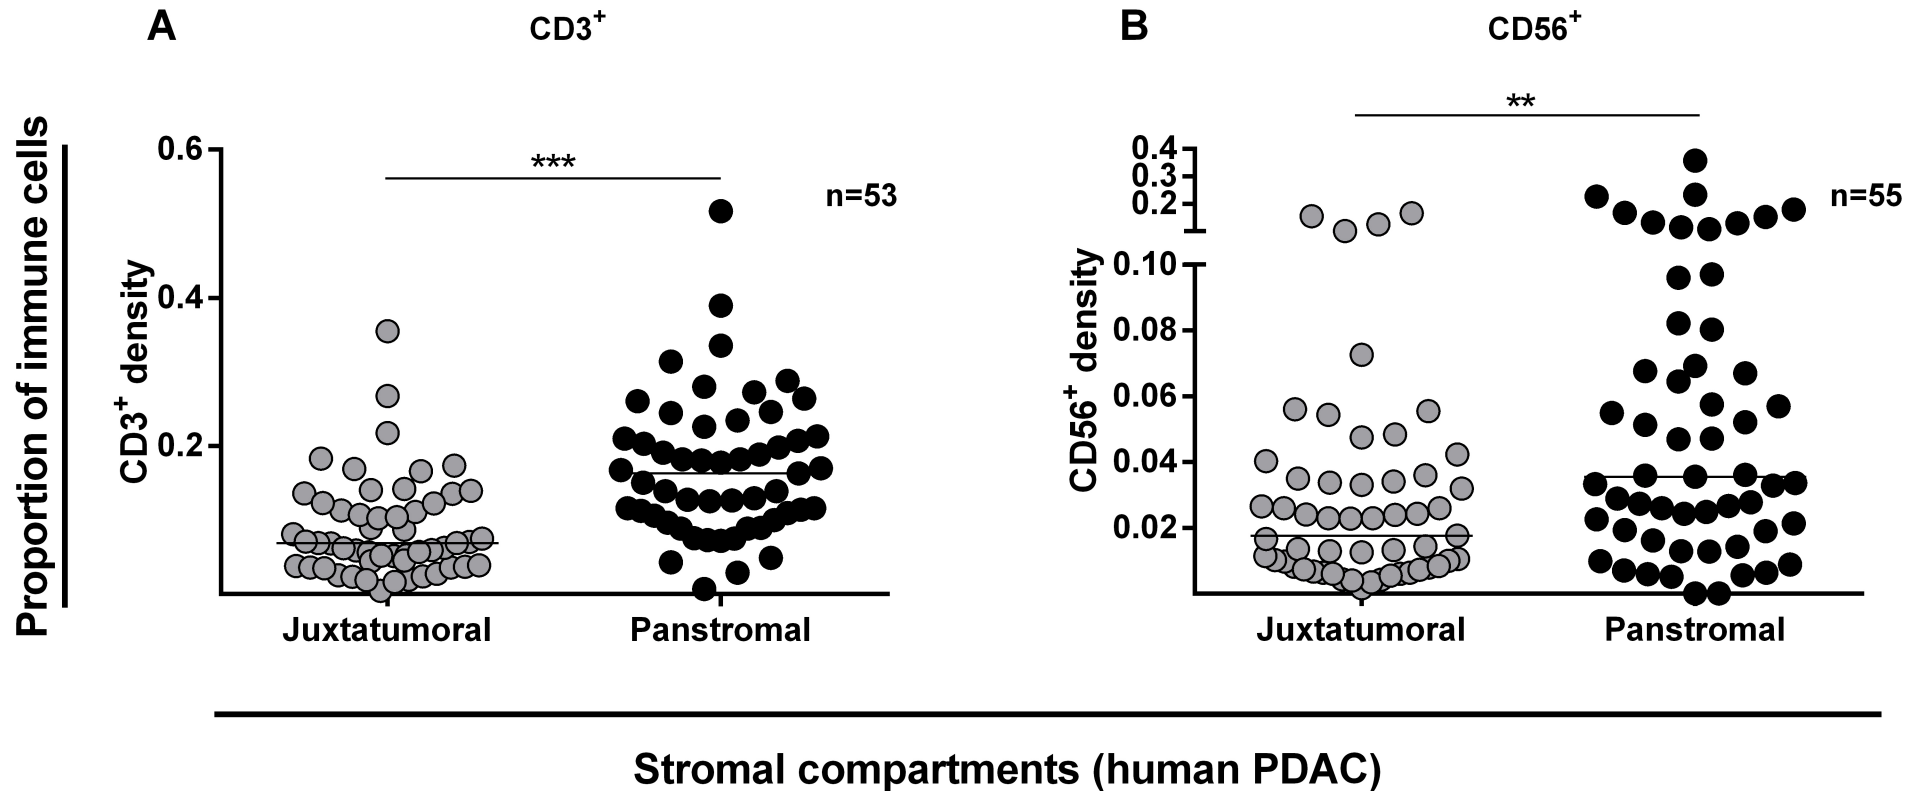 A
CD3+
B
CD56+
Proportion of immune cells
CD3+ density
0.6
0.4
0.2
***
n=53
Juxtatumoral
Panstromal
CD56+ density
0.4
0.3
0.2
0.10
0.08
0.06
0.04
0.02
**
n=55
Juxtatumoral
Panstromal
Stromal compartments (human PDAC)